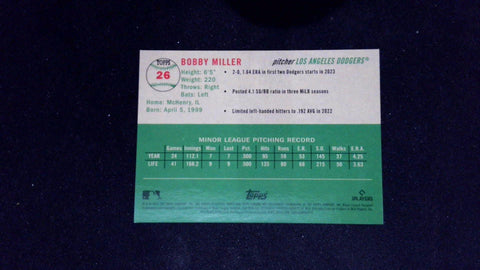 TOPPS
26
BOBBY MILLER
pitcher LOS ANGELES DODGERS®
Height: 6'5"
Weight: 220
Throws: Right
Bats: Left
Home: McHenry, IL
Born: April 5, 1999
• 2-0, 1.64 ERA in first two Dodgers starts in 2023
• Posted 4.1 SO/BB ratio in three MiLB seasons
• Limited left-handed hitters to .192 AVG in 2022
MINOR LEAGUE PITCHING RECORD
Games Innings Won Lost Pct. Hits Runs E.R. S.O. Walks E.R.A.
YEAR 24 112.1 7 7 .500 95 53 145 37 4.25
LIFE 41 168.2 9 9 .500 135 80 68 215 56 3.63
Topps
PLAYERS